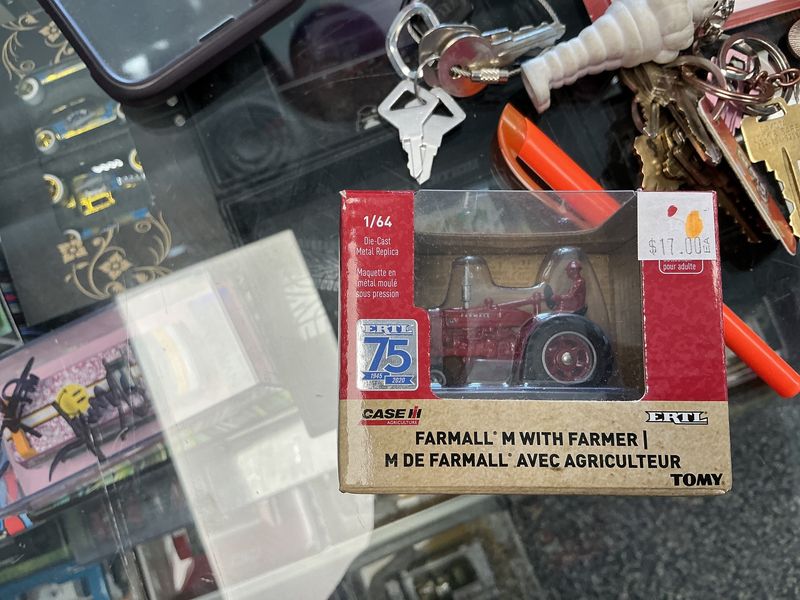 1/64
Die-Cast
Metal Replica
Maquette en
métal moulé
sous pression
$17.00EA
pour adulte
FARMALL
ERTL
75
1945
2020
CASE IH
AGRICULTURE
ERTL
FARMALL® M WITH FARMER |
M DE FARMALL® AVEC AGRICULTEUR
TOMY